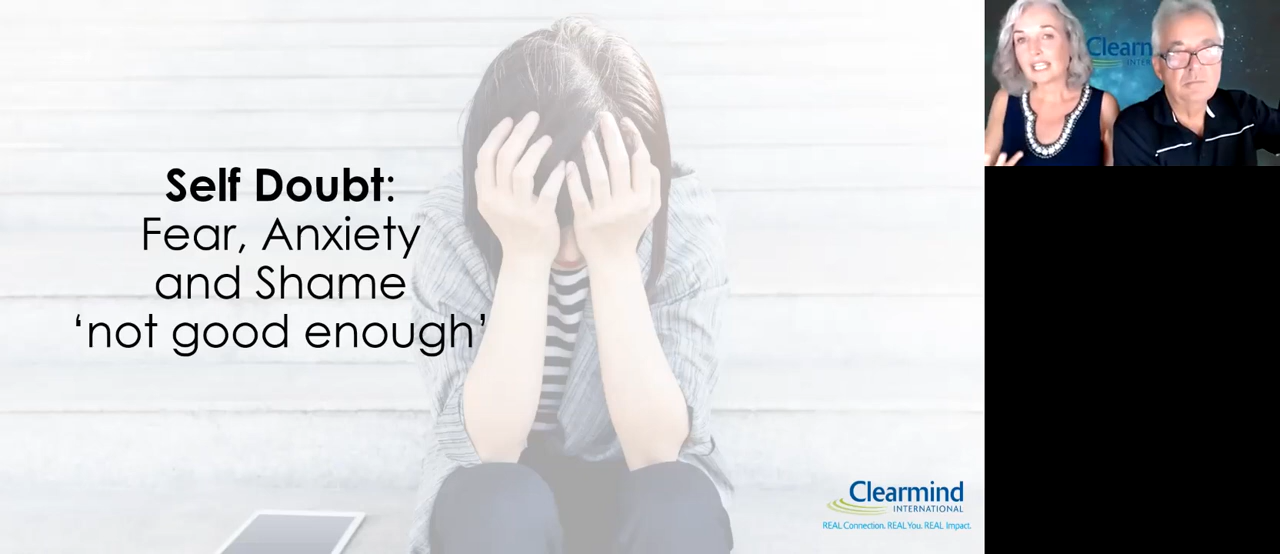 Self Doubt:
Fear, Anxiety
and Shame
‘not good enough’
Clearmind
INTERNATIONAL
REAL Connection. REAL You. REAL Impact.